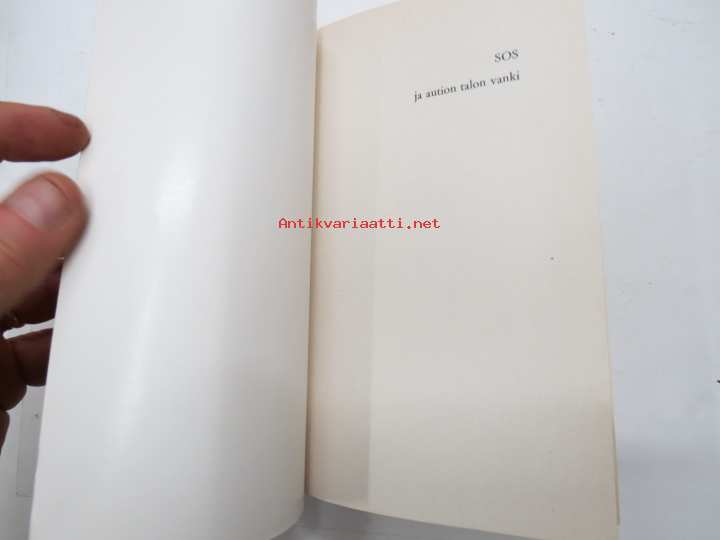 SOS
ja aution talon vanki
Antikvariaatti.net